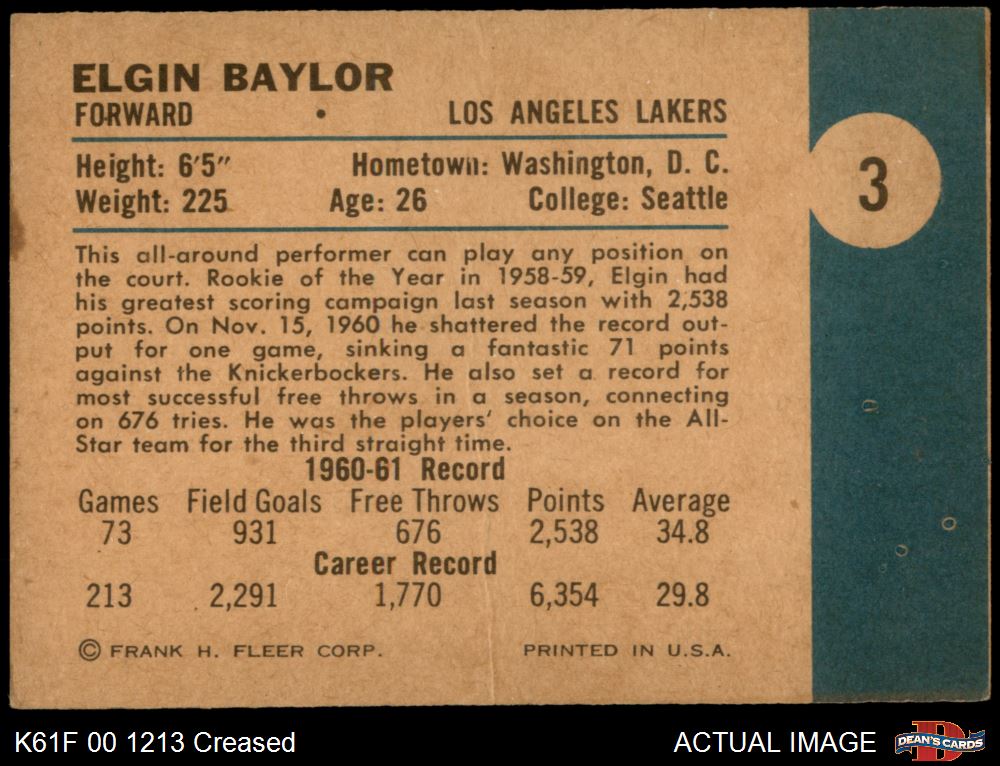 ELGIN BAYLOR
FORWARD • LOS ANGELES LAKERS
Height: 6'5" Hometown: Washington, D. C.
Weight: 225 Age: 26 College: Seattle
3
This all-around performer can play any position on
the court. Rookie of the Year in 1958-59, Elgin had
his greatest scoring campaign last season with 2,538
points. On Nov. 15, 1960 he shattered the record out-
put for one game, sinking a fantastic 71 points
against the Knickerbockers. He also set a record for
most successful free throws in a season, connecting
on 676 tries. He was the players' choice on the All-
Star team for the third straight time.
1960-61 Record
Games Field Goals Free Throws Points Average
73 931 676 2,538 34.8
Career Record
213 2,291 1,770 6,354 29.8
© FRANK H. FLEER CORP. PRINTED IN U.S.A.
K61F 00 1213 Creased ACTUAL IMAGE D DEAN'S CARDS